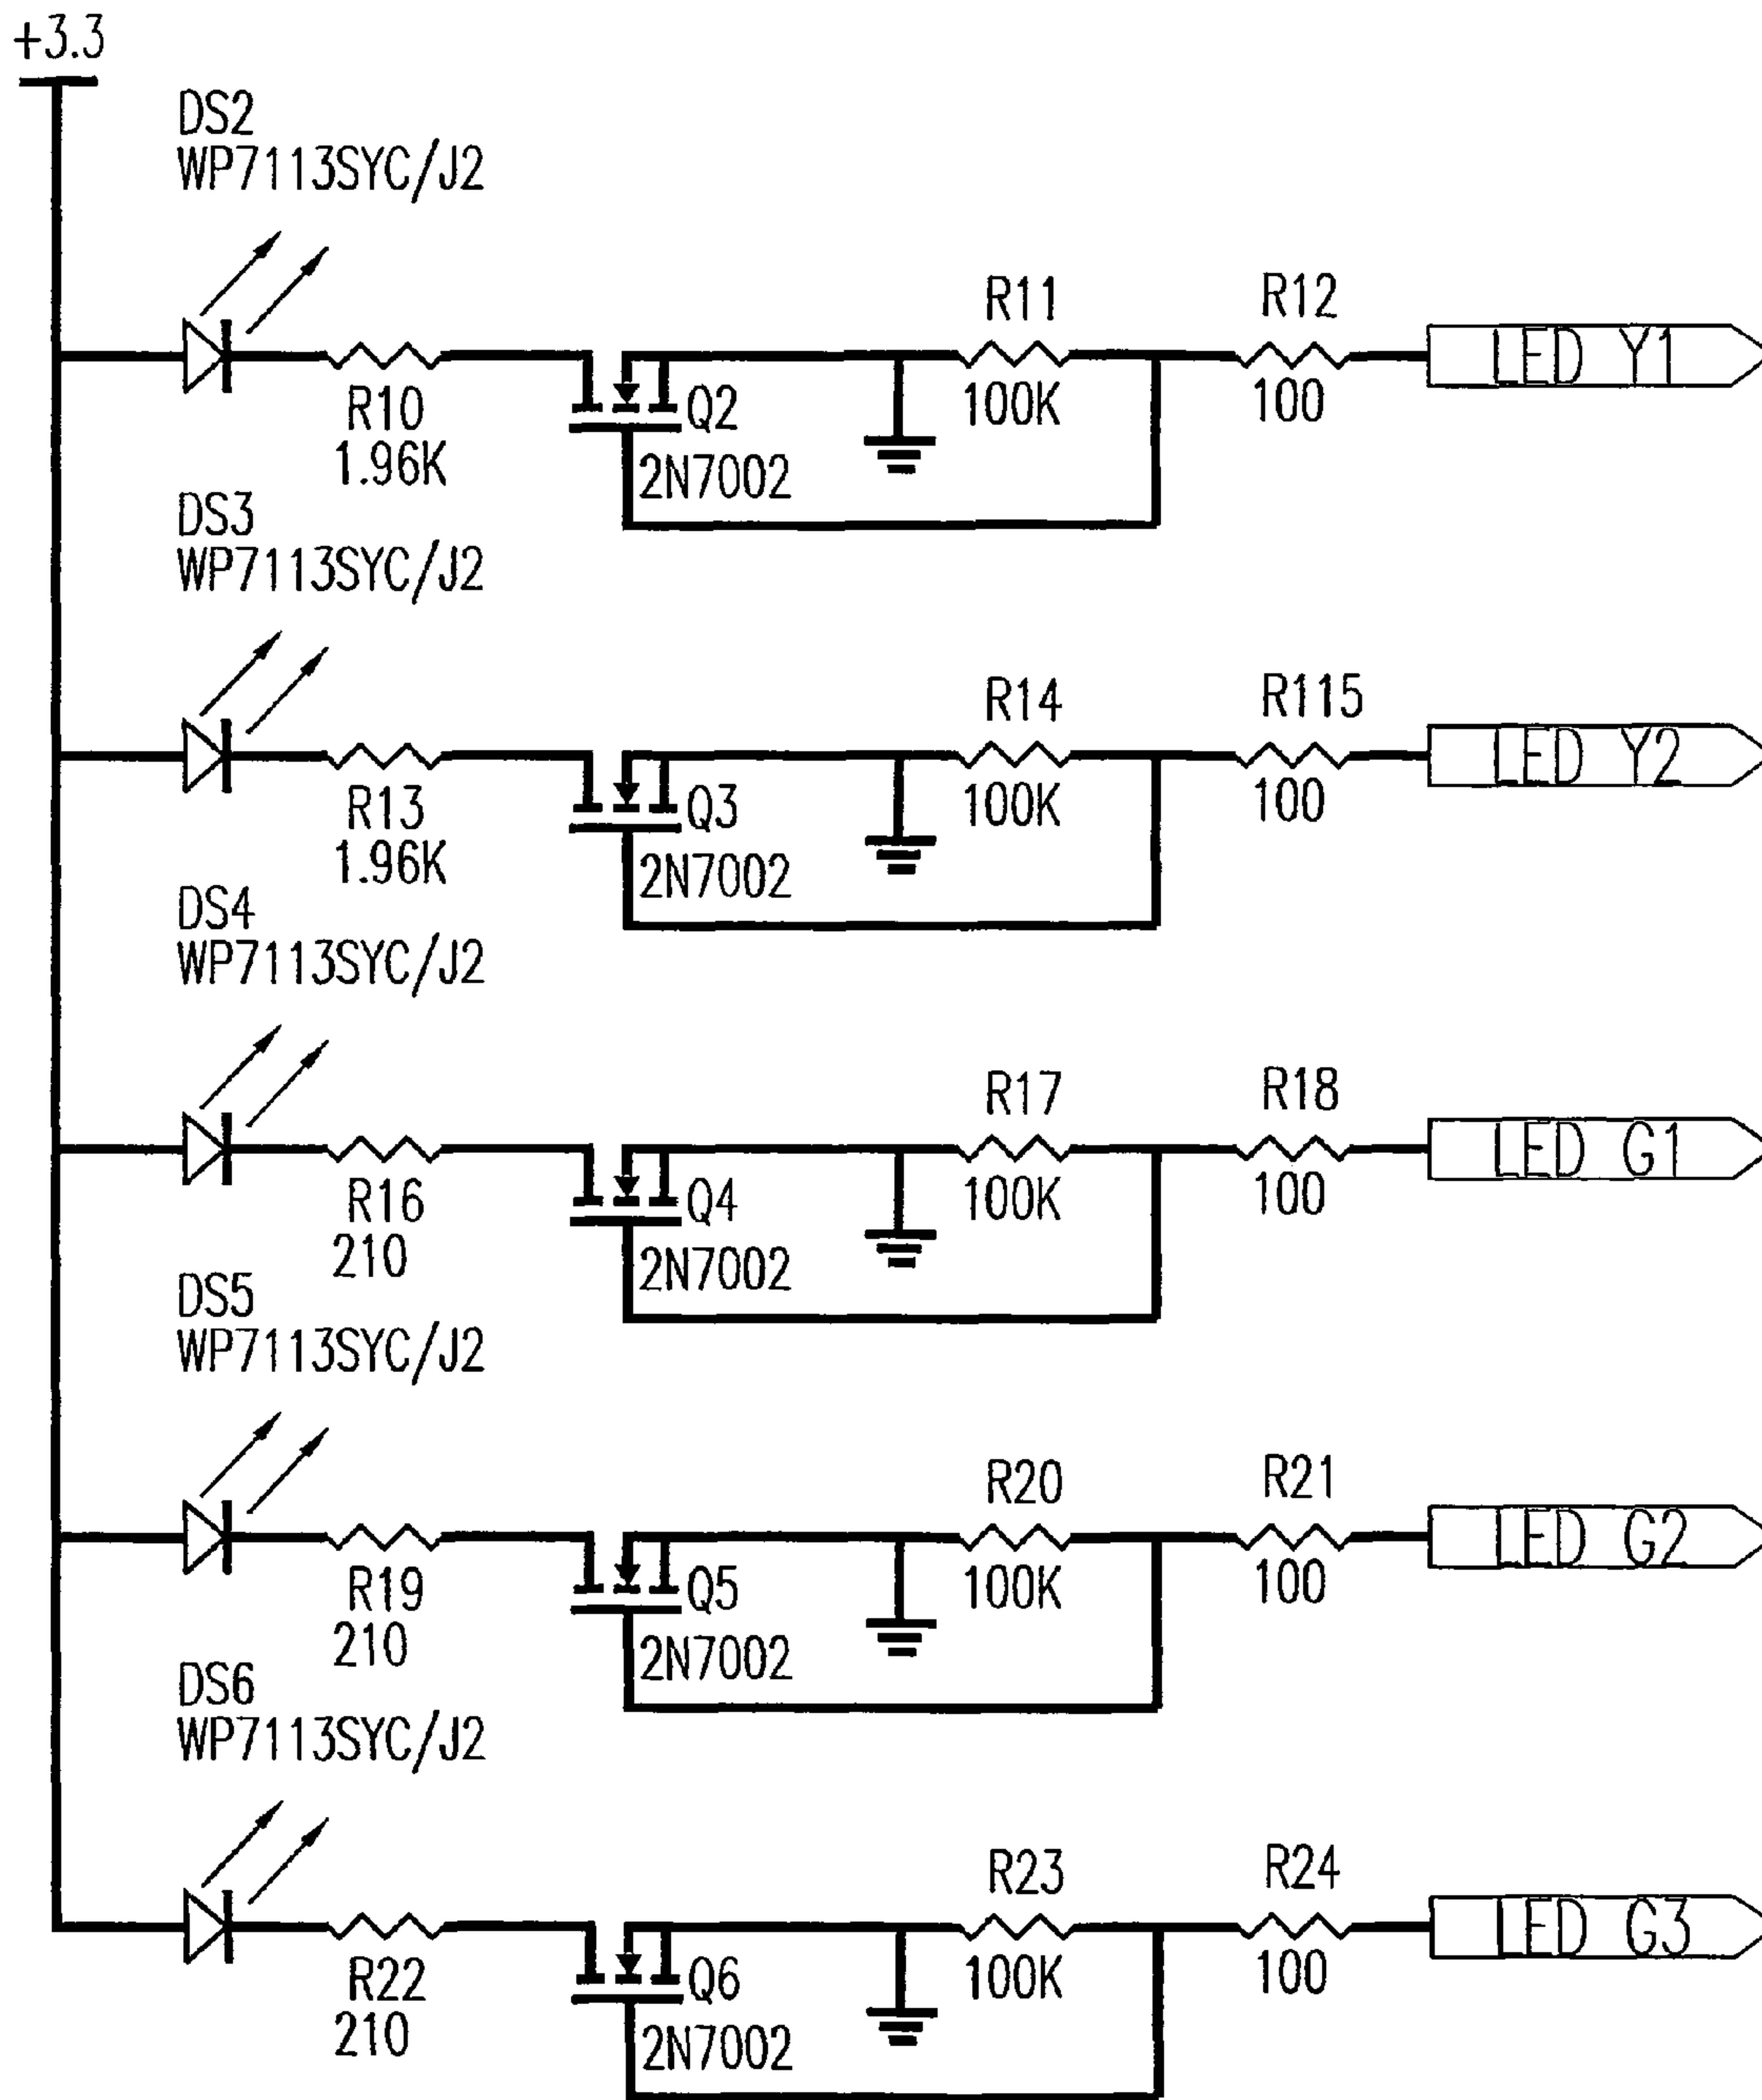 +3.3
DS2
WP7113SYC/J2
R11
R12
LED Y1
R10
1.96K
Q2
2N7002
100K
100
DS3
WP7113SYC/J2
R14
R115
LED Y2
R13
1.96K
Q3
2N7002
100K
100
DS4
WP7113SYC/J2
R17
R18
LED G1
R16
210
Q4
2N7002
100K
100
DS5
WP7113SYC/J2
R20
R21
LED G2
R19
210
Q5
2N7002
100K
100
DS6
WP7113SYC/J2
R23
R24
LED G3
R22
210
Q6
2N7002
100K
100